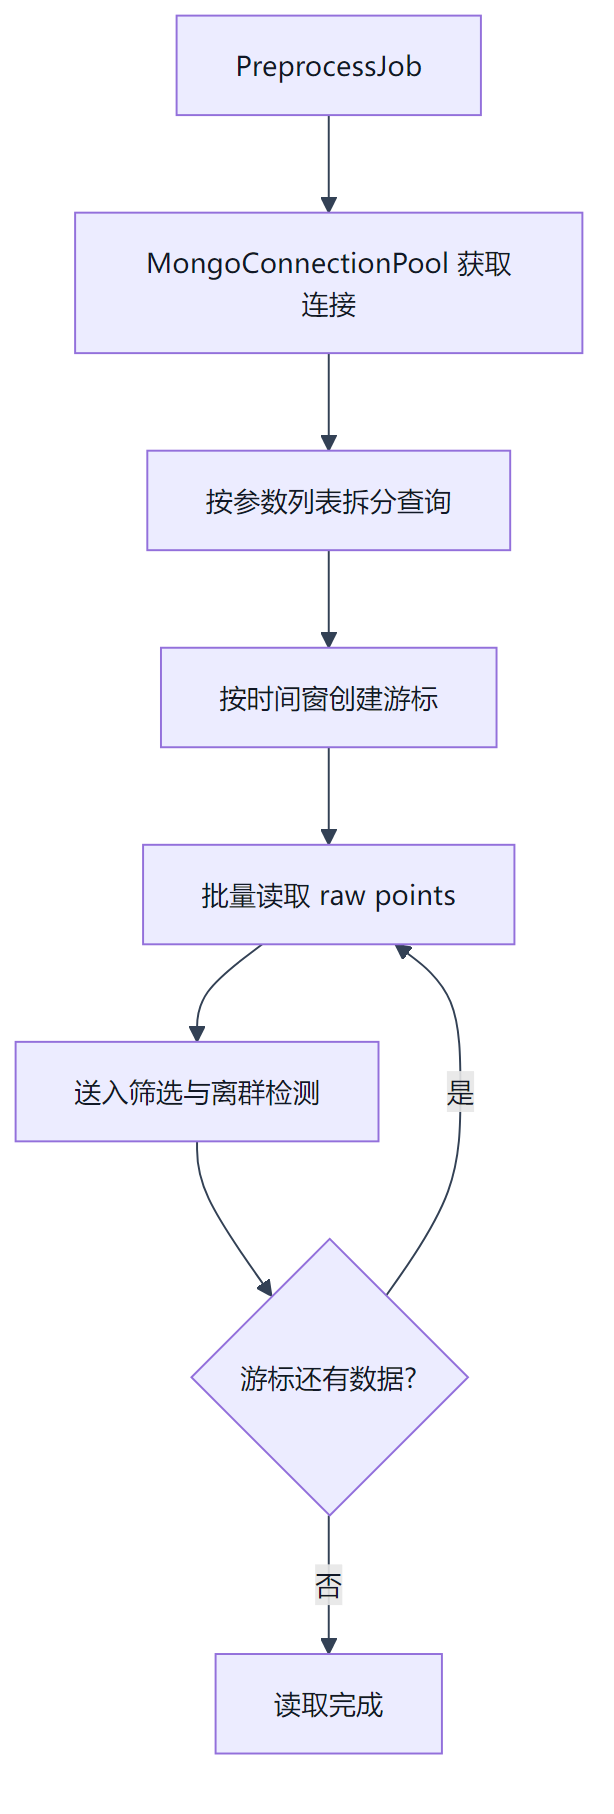 PreprocessJob
MongoConnectionPool 获取
连接
按参数列表拆分查询
按时间窗创建游标
批量读取 raw points
送入筛选与离群检测
是
游标还有数据?
否
读取完成